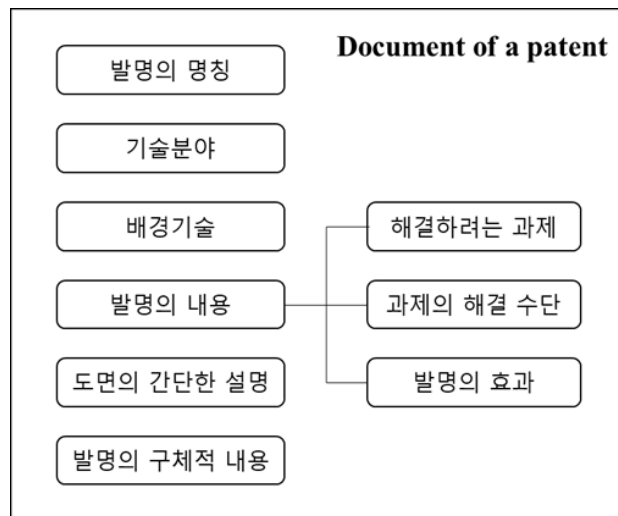 Document of a patent
발명의 명칭
기술분야
배경기술
발명의 내용
도면의 간단한 설명
발명의 구체적 내용
해결하려는 과제
과제의 해결 수단
발명의 효과